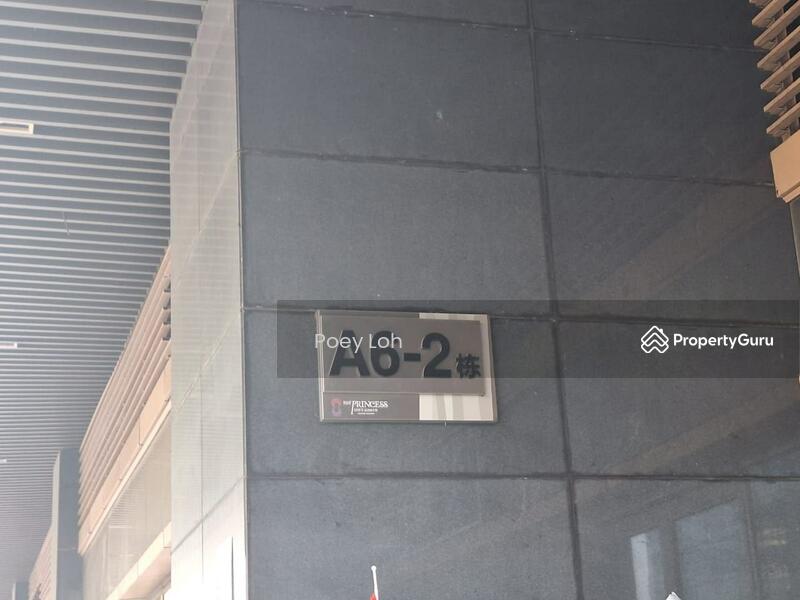 A6-2栋
PRINCESS
Poey Loh
PropertyGuru